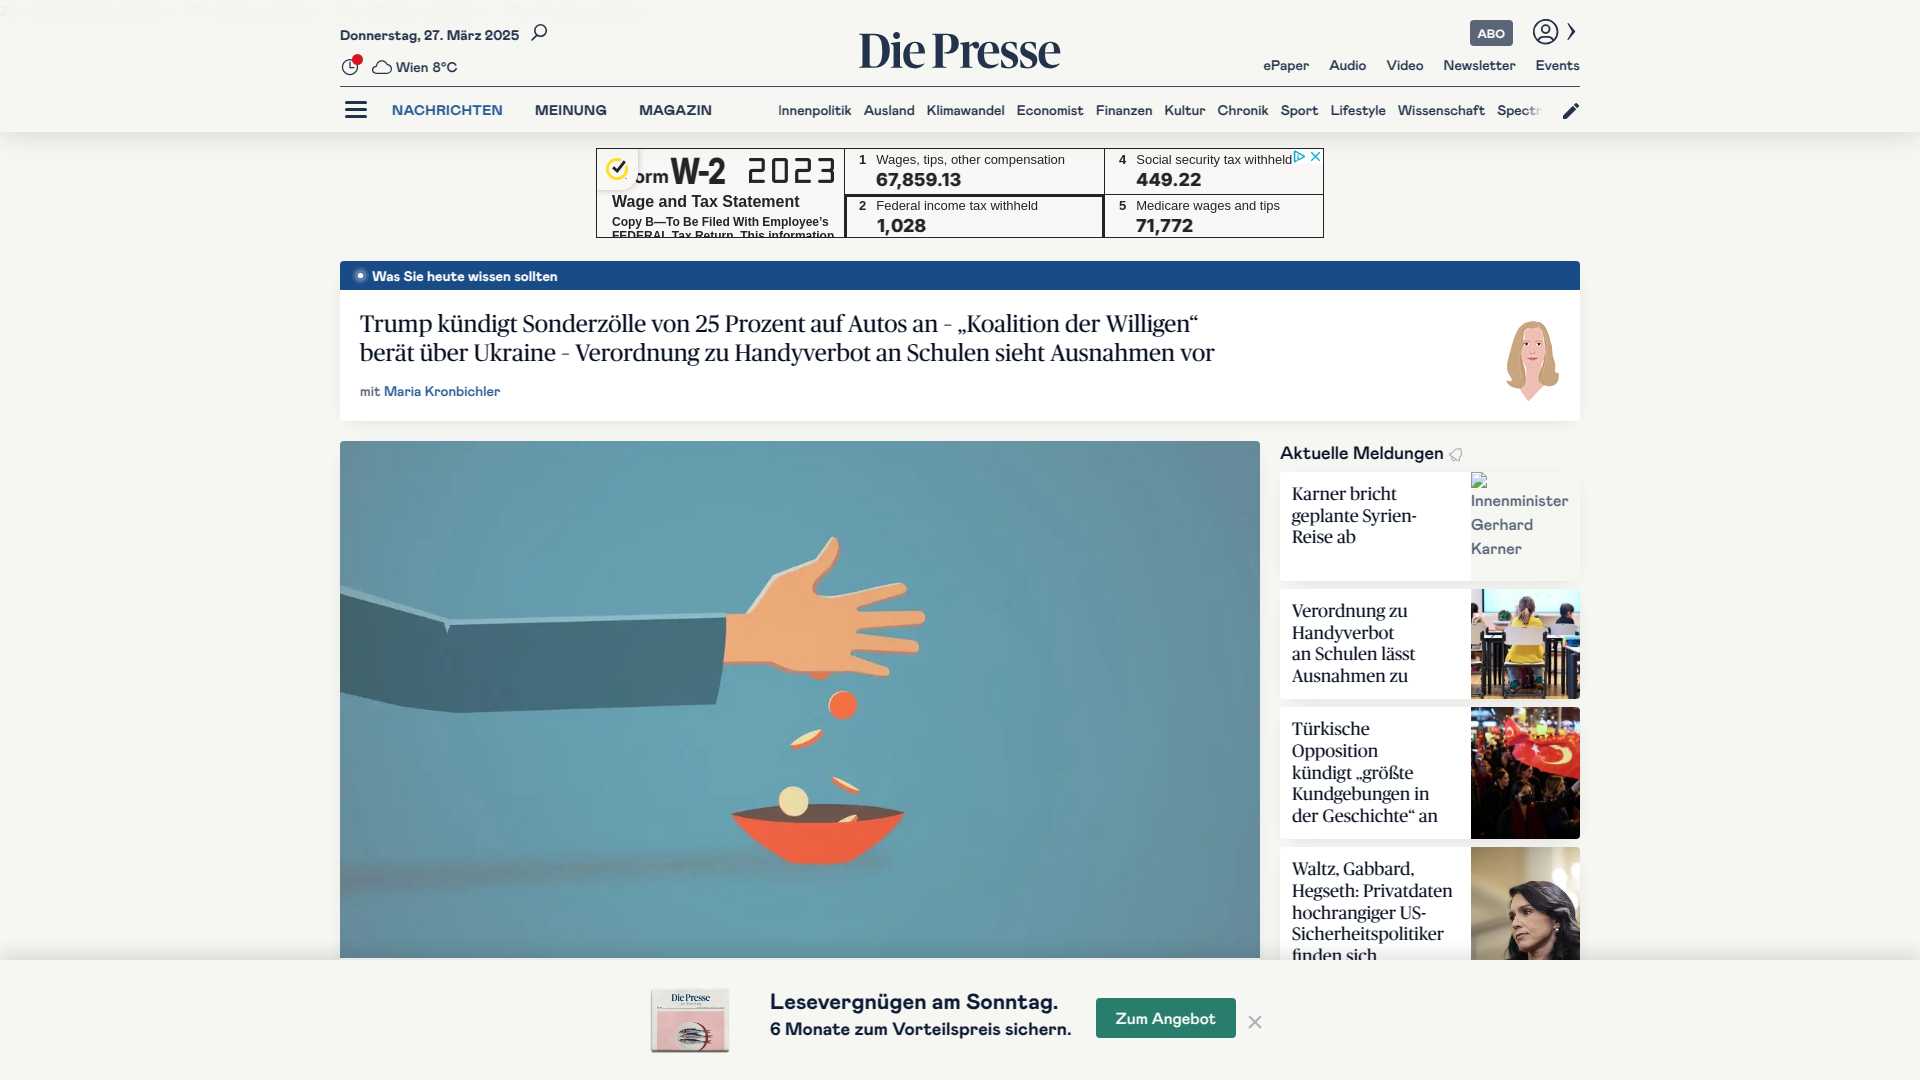 Donnerstag, 27. März 2025
Die Presse
ABO
Wien 8°C
ePaper Audio Video Newsletter Events
NACHRICHTEN MEINUNG MAGAZIN
Innenpolitik Ausland Klimawandel Economist Finanzen Kultur Chronik Sport Lifestyle Wissenschaft
orm W-2 2023
Wage and Tax Statement
Copy B—To Be Filed With Employee's
FEDERAL Tax Return. This information
1 Wages, tips, other compensation
67,859.13
2 Federal income tax withheld
1,028
4 Social security tax withheld
449.22
5 Medicare wages and tips
71,772
Was Sie heute wissen sollten
Trump kündigt Sonderzölle von 25 Prozent auf Autos an – „Koalition der Willigen“
berät über Ukraine – Verordnung zu Handyverbot an Schulen sieht Ausnahmen vor
mit Maria Kronbichler
Aktuelle Meldungen
Karner bricht
geplante Syrien-
Reise ab
Innenminister
Gerhard
Karner
Verordnung zu
Handyverbot
an Schulen lässt
Ausnahmen zu
Türkische
Opposition
kündigt „größte
Kundgebungen in
der Geschichte“ an
Waltz, Gabbard,
Hegseth: Privatdaten
hochrangiger US-
Sicherheitspolitiker
finden sich
Die Presse
Lesevergnügen am Sonntag.
6 Monate zum Vorteilspreis sichern.
Zum Angebot